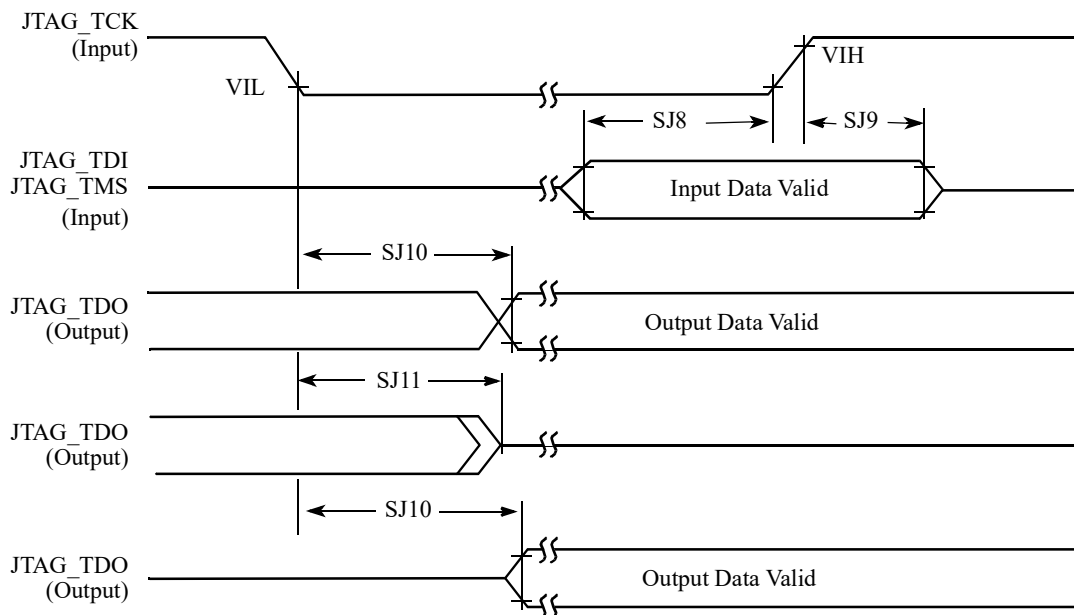 JTAG_TCK
(Input)
VIH
VIL
SJ8
SJ9
JTAG_TDI
JTAG_TMS
(Input)
Input Data Valid
SJ10
JTAG_TDO
(Output)
Output Data Valid
SJ11
JTAG_TDO
(Output)
SJ10
JTAG_TDO
(Output)
Output Data Valid